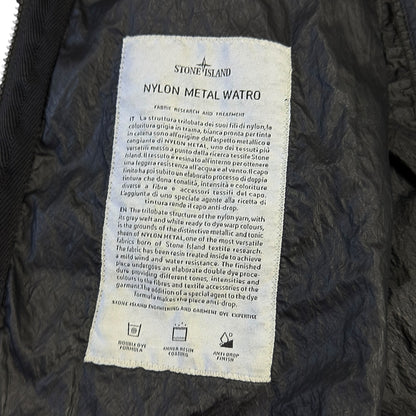 STONE ISLAND
NYLON METAL WATRO
FABRIC RESEARCH AND TREATMENT
IT La struttura trilobata dei suoi fili di nylon, la
coloritura grigia in trama, bianca pronta per tinta
in catena sono all'origine dall'aspetto metallico e
cangiante di NYLON METAL, uno dei tessuti più
versatili messo a punto dalla ricerca tessile Stone
Island. Il tessuto è resinato all'interno per ottenere
una leggera resistenza all'acqua e al vento. Il capo
finito ha poi subito un elaborato processo di doppia
tintura che dona tonalità, intensità e coloriture
diverse a fibre e accessori tessili del capo.
L'aggiunta di uno speciale agente alla ricetta di
tintura rende il capo anti-drop.
EN The trilobate structure of the nylon yarn, with
its grey weft and white ready to dye warp colours,
is the grounds of the distinctive metallic and tonic
sheen of NYLON METAL, one of the most versatile
fabrics born of Stone Island textile research.
The fabric has been resin treated inside to achieve
a mild wind and water resistance. The finished
piece undergoes an elaborate double dye proce-
dure, providing different tones, intensities and
colours to the fibres and textile accessories of the
garment. The addition of a special agent to the dye
formula makes the piece anti-drop.
STONE ISLAND ENGINEERING AND GARMENT DYE EXPERTISE
DOUBLE DYE
FORMULA
INNER RESIN
COATING
ANTI-DROP
FINISH